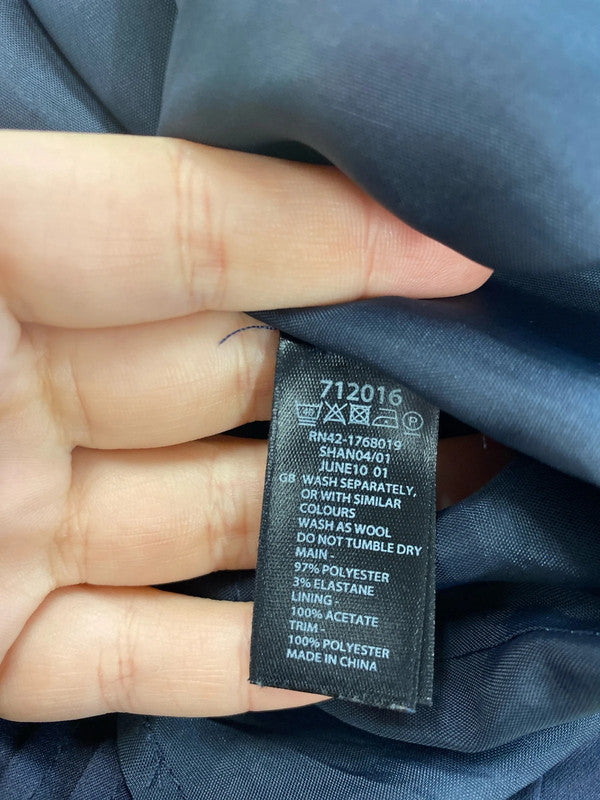 712016
40 P
RN42-1768019
SHAN04/01
JUNE10 01
GB WASH SEPARATELY,
OR WITH SIMILAR
COLOURS
WASH AS WOOL
DO NOT TUMBLE DRY
MAIN -
97% POLYESTER
3% ELASTANE
LINING -
100% ACETATE
TRIM -
100% POLYESTER
MADE IN CHINA